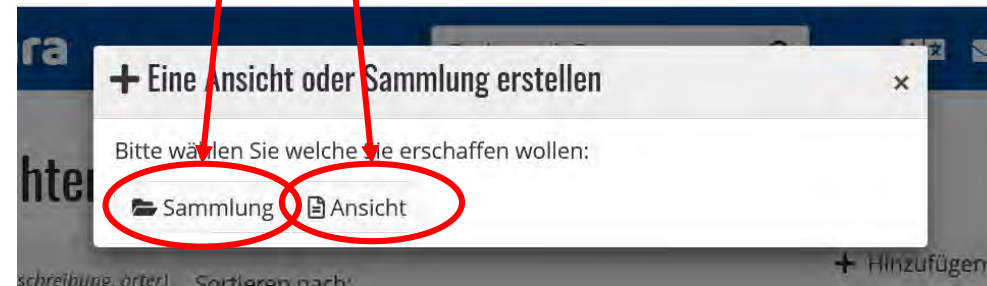 ra
+ Eine Ansicht oder Sammlung erstellen ×
Bitte wählen Sie welche Sie erschaffen wollen:
Sammlung Ansicht
hter
+ Hinzufügen
Sortieren nach: